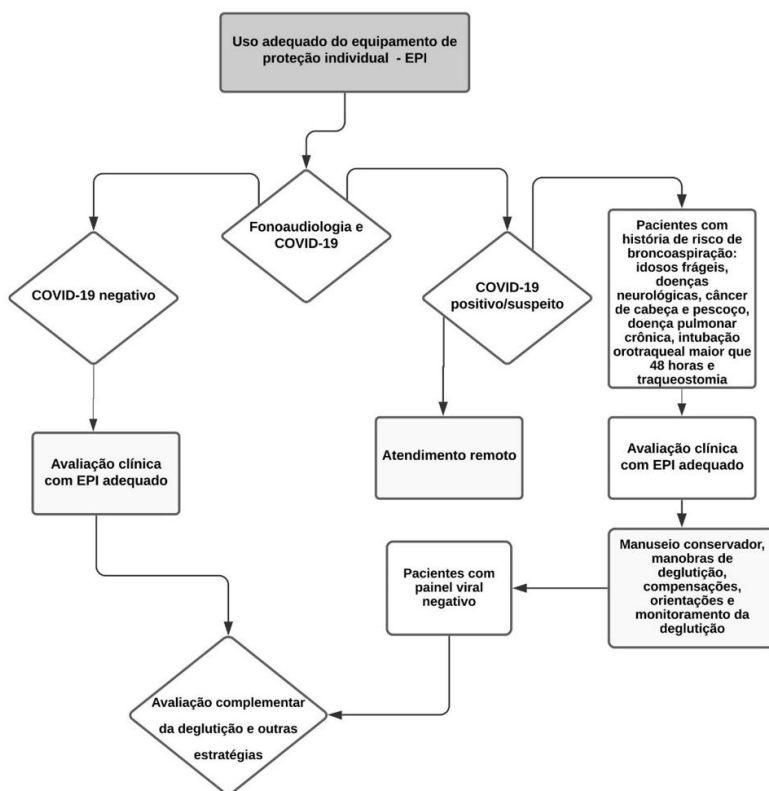 Uso adequado do equipamento de
proteção individual - EPI
Fonoaudiologia e
COVID-19
COVID-19 negativo
COVID-19
positivo/suspeito
Pacientes com
história de risco de
broncoaspiração:
idosos frágeis,
doenças
neurológicas, câncer
de cabeça e pescoço,
doença pulmonar
crônica, intubação
orotraqueal maior que
48 horas e
traqueostomia
Avaliação clínica
com EPI adequado
Atendimento remoto
Avaliação clínica
com EPI adequado
Manuseio conservador,
manobras de
deglutição,
compensações,
orientações e
monitoramento da
deglutição
Pacientes com
painel viral
negativo
Avaliação complementar
da deglutição e outras
estratégias